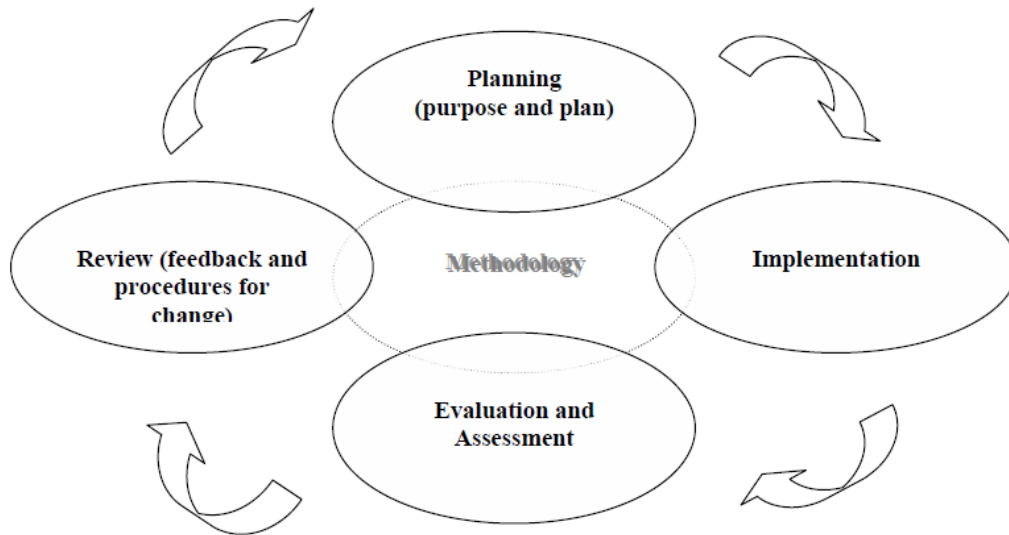 Planning
(purpose and plan)
Review (feedback and
procedures for
change)
Methodology
Implementation
Evaluation and
Assessment